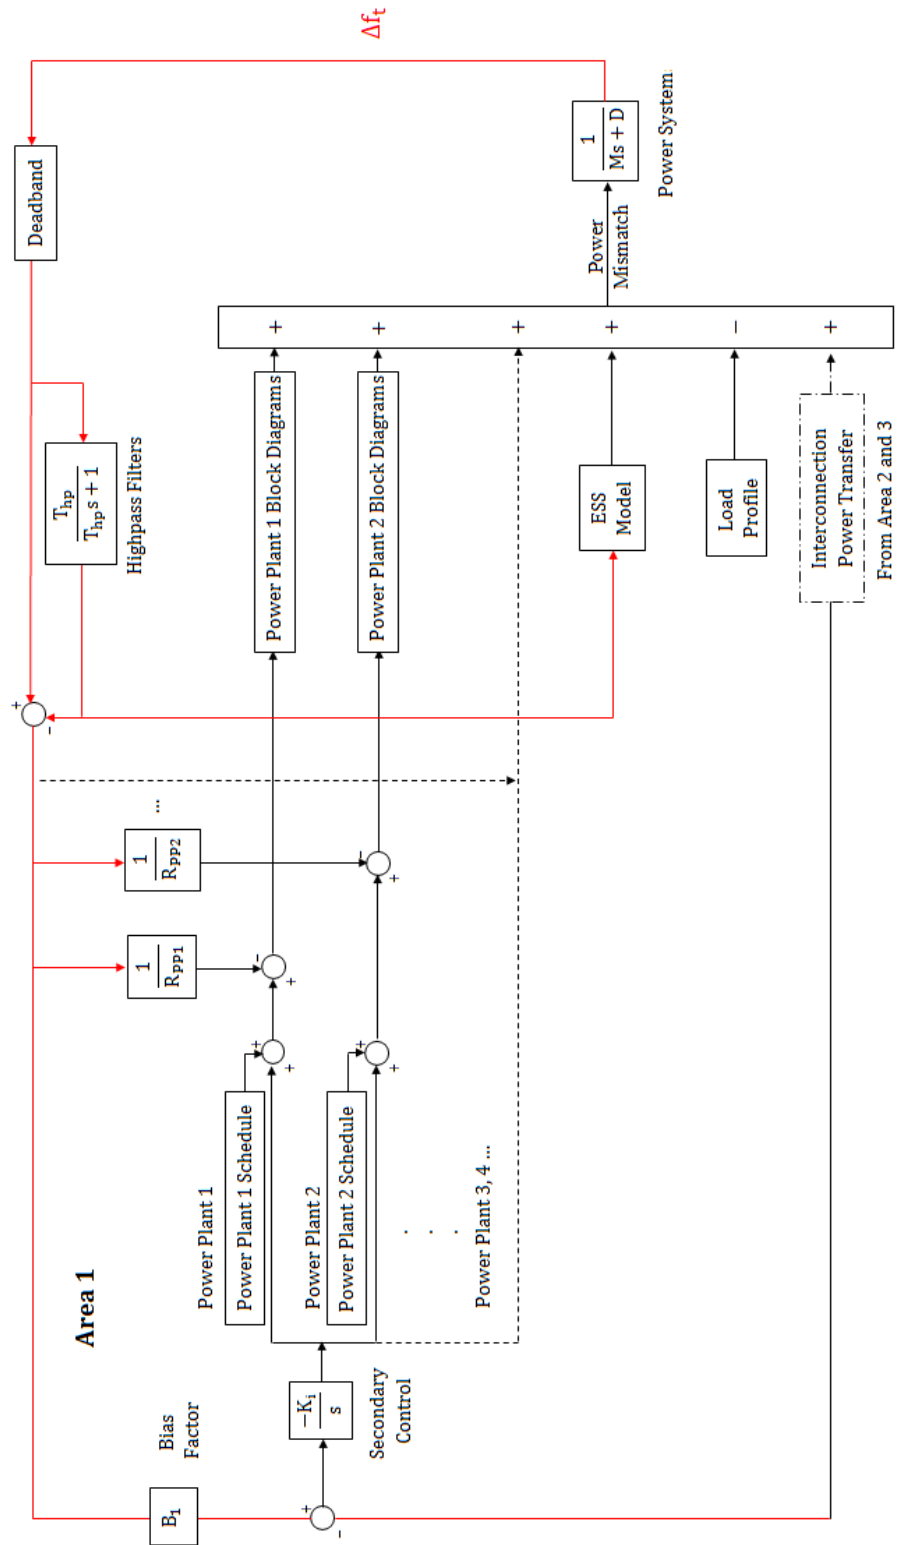 Area 1
B₁
Bias
Factor
+
−
−Kᵢ
s
Secondary
Control
Power Plant 1
Power Plant 1 Schedule
+
+
Power Plant 2
Power Plant 2 Schedule
+
+
. . .
Power Plant 3, 4 ...
1
R_PP1
−
+
1
R_PP2
−
+
...
+
−
T_hp
T_hp s + 1
Highpass Filters
Deadband
Δf_t
Power Plant 1 Block Diagrams
Power Plant 2 Block Diagrams
ESS
Model
Load
Profile
Interconnection
Power Transfer
From Area 2 and 3
+
+
+
+
−
+
Power
Mismatch
1
Ms + D
Power System